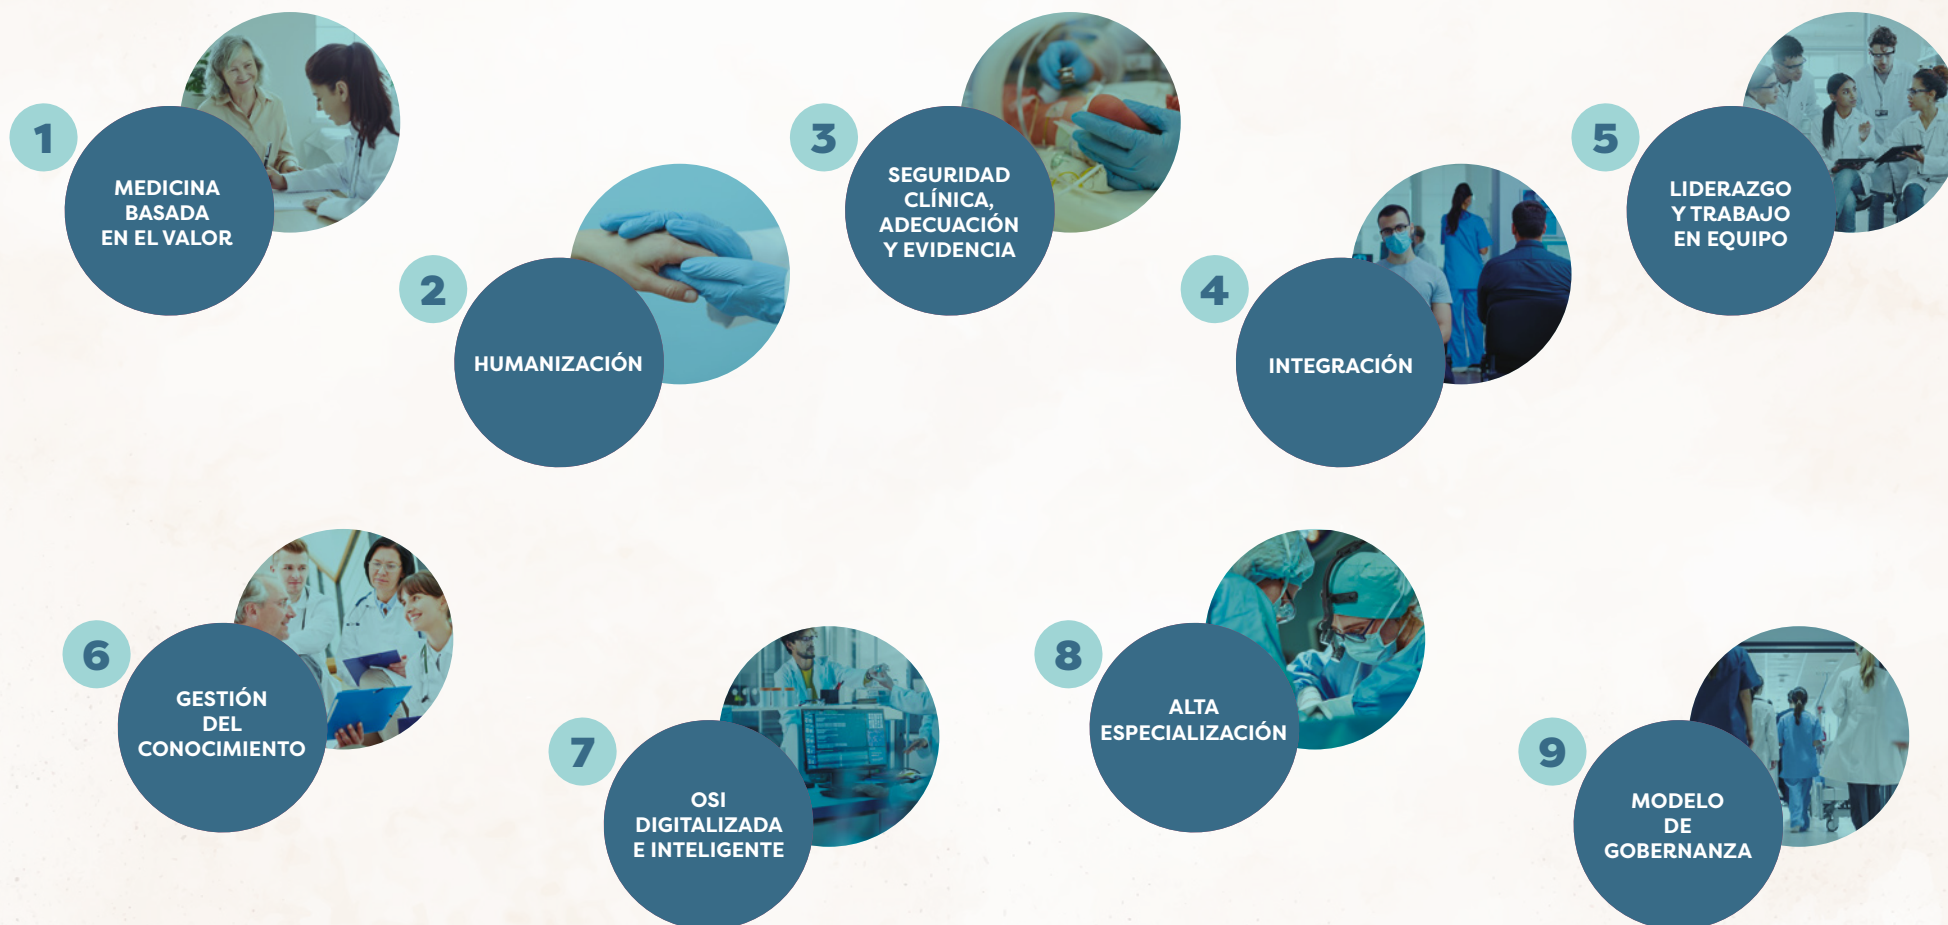 1
MEDICINA
BASADA
EN EL VALOR
2
HUMANIZACIÓN
3
SEGURIDAD
CLÍNICA,
ADECUACIÓN
Y EVIDENCIA
4
INTEGRACIÓN
5
LIDERAZGO
Y TRABAJO
EN EQUIPO
6
GESTIÓN
DEL
CONOCIMIENTO
7
OSI
DIGITALIZADA
E INTELIGENTE
8
ALTA
ESPECIALIZACIÓN
9
MODELO
DE
GOBERNANZA